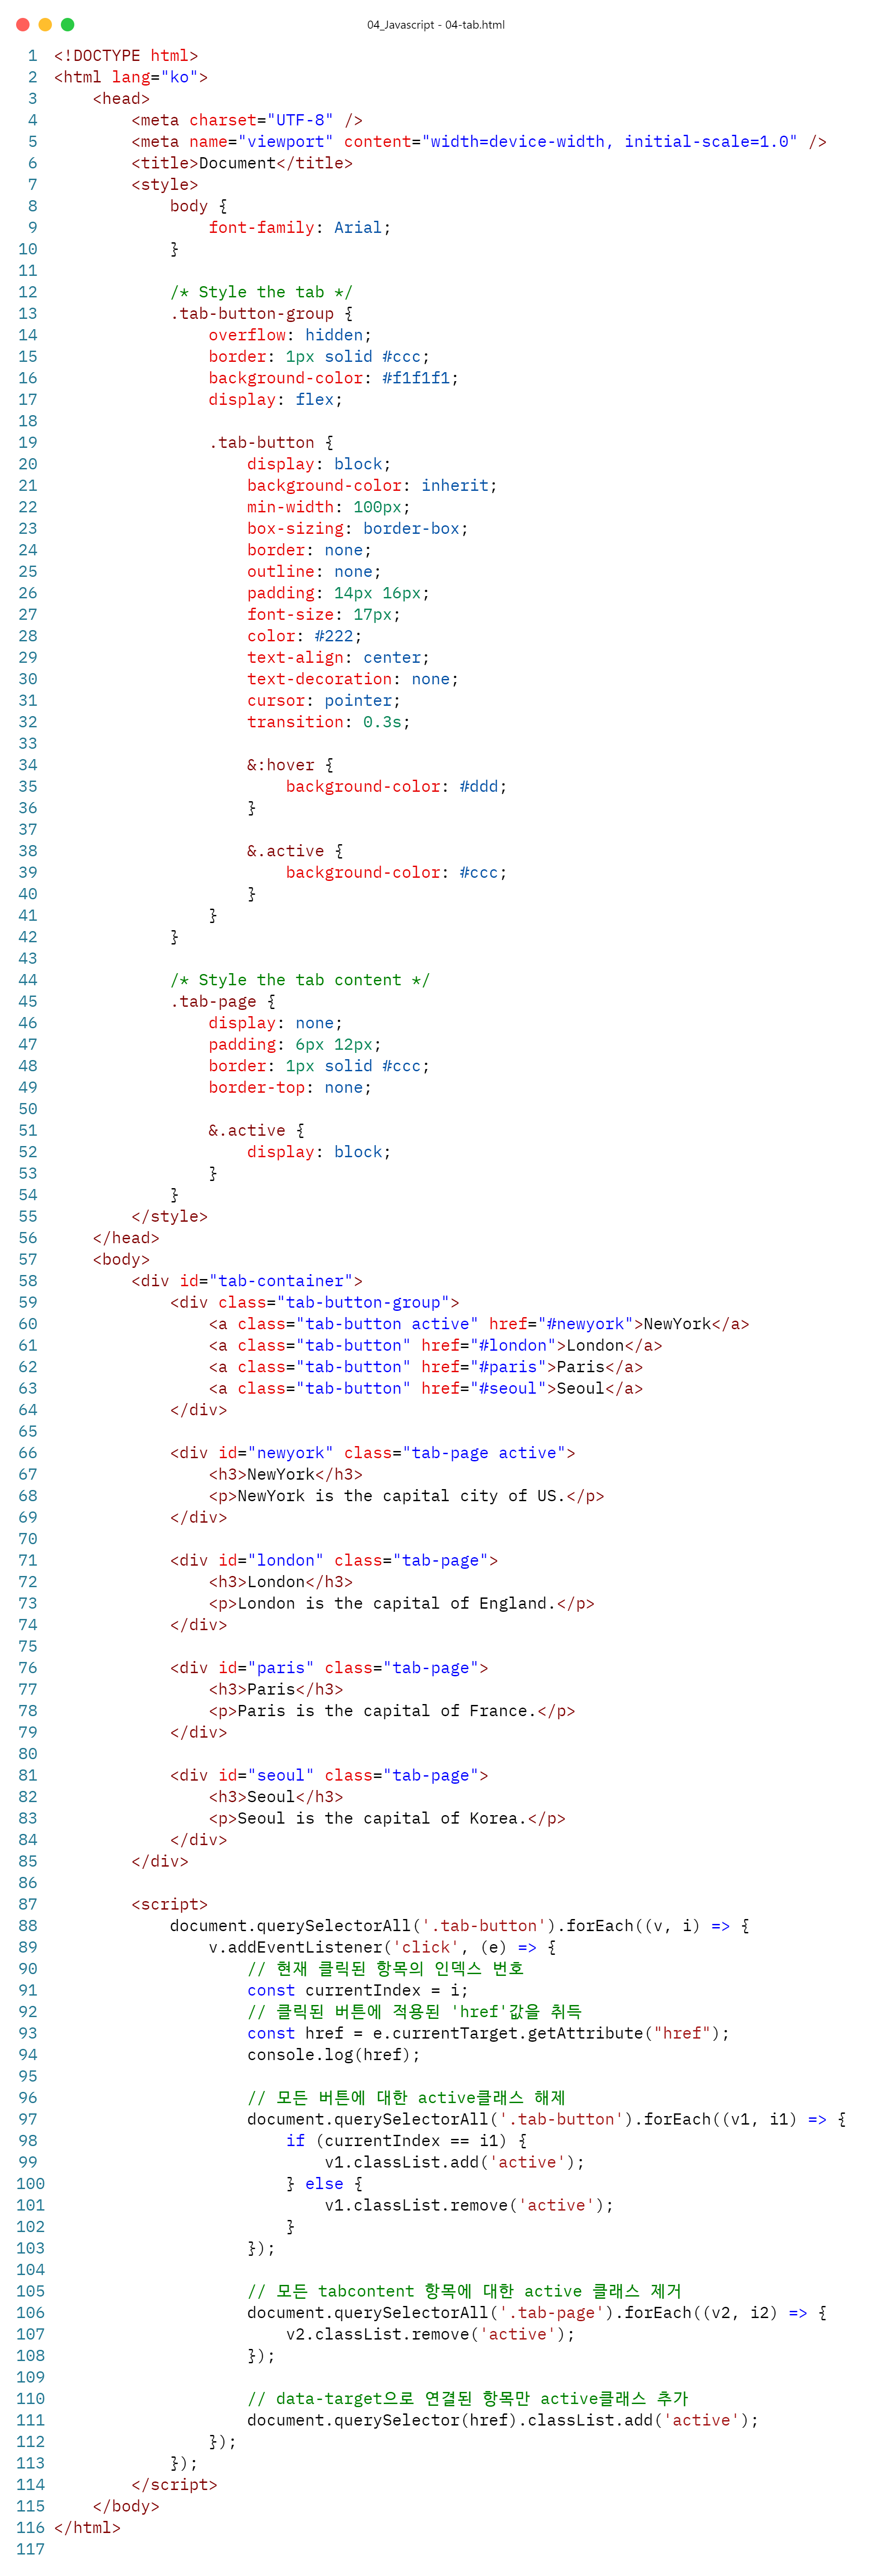 04_Javascript - 04-tab.html
1 <!DOCTYPE html>
2 <html lang="ko">
3     <head>
4         <meta charset="UTF-8" />
5         <meta name="viewport" content="width=device-width, initial-scale=1.0" />
6         <title>Document</title>
7         <style>
8             body {
9                 font-family: Arial;
10             }
11
12             /* Style the tab */
13             .tab-button-group {
14                 overflow: hidden;
15                 border: 1px solid #ccc;
16                 background-color: #f1f1f1;
17                 display: flex;
18
19                 .tab-button {
20                     display: block;
21                     background-color: inherit;
22                     min-width: 100px;
23                     box-sizing: border-box;
24                     border: none;
25                     outline: none;
26                     padding: 14px 16px;
27                     font-size: 17px;
28                     color: #222;
29                     text-align: center;
30                     text-decoration: none;
31                     cursor: pointer;
32                     transition: 0.3s;
33
34                     &:hover {
35                         background-color: #ddd;
36                     }
37
38                     &.active {
39                         background-color: #ccc;
40                     }
41                 }
42             }
43
44             /* Style the tab content */
45             .tab-page {
46                 display: none;
47                 padding: 6px 12px;
48                 border: 1px solid #ccc;
49                 border-top: none;
50
51                 &.active {
52                     display: block;
53                 }
54             }
55         </style>
56     </head>
57     <body>
58         <div id="tab-container">
59             <div class="tab-button-group">
60                 <a class="tab-button active" href="#newyork">NewYork</a>
61                 <a class="tab-button" href="#london">London</a>
62                 <a class="tab-button" href="#paris">Paris</a>
63                 <a class="tab-button" href="#seoul">Seoul</a>
64             </div>
65
66             <div id="newyork" class="tab-page active">
67                 <h3>NewYork</h3>
68                 <p>NewYork is the capital city of US.</p>
69             </div>
70
71             <div id="london" class="tab-page">
72                 <h3>London</h3>
73                 <p>London is the capital of England.</p>
74             </div>
75
76             <div id="paris" class="tab-page">
77                 <h3>Paris</h3>
78                 <p>Paris is the capital of France.</p>
79             </div>
80
81             <div id="seoul" class="tab-page">
82                 <h3>Seoul</h3>
83                 <p>Seoul is the capital of Korea.</p>
84             </div>
85         </div>
86
87         <script>
88             document.querySelectorAll('.tab-button').forEach((v, i) => {
89                 v.addEventListener('click', (e) => {
90                     // 현재 클릭된 항목의 인덱스 번호
91                     const currentIndex = i;
92                     // 클릭된 버튼에 적용된 'href'값을 취득
93                     const href = e.currentTarget.getAttribute("href");
94                     console.log(href);
95
96                     // 모든 버튼에 대한 active클래스 해제
97                     document.querySelectorAll('.tab-button').forEach((v1, i1) => {
98                         if (currentIndex == i1) {
99                             v1.classList.add('active');
100                         } else {
101                             v1.classList.remove('active');
102                         }
103                     });
104
105                     // 모든 tabcontent 항목에 대한 active 클래스 제거
106                     document.querySelectorAll('.tab-page').forEach((v2, i2) => {
107                         v2.classList.remove('active');
108                     });
109
110                     // data-target으로 연결된 항목만 active클래스 추가
111                     document.querySelector(href).classList.add('active');
112                 });
113             });
114         </script>
115     </body>
116 </html>
117